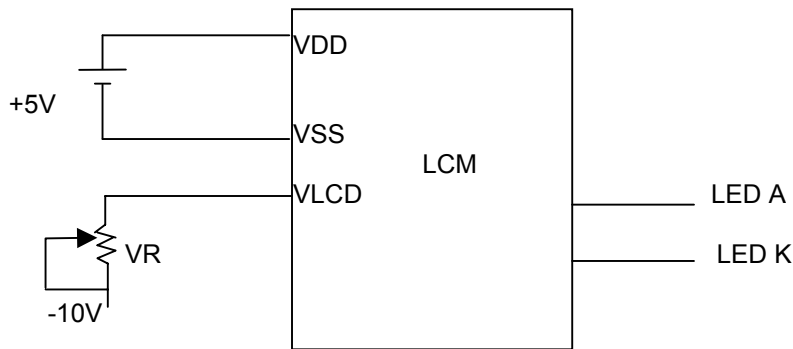 VDD
+5V
VSS
LCM
VLCD
LED A
VR
LED K
-10V